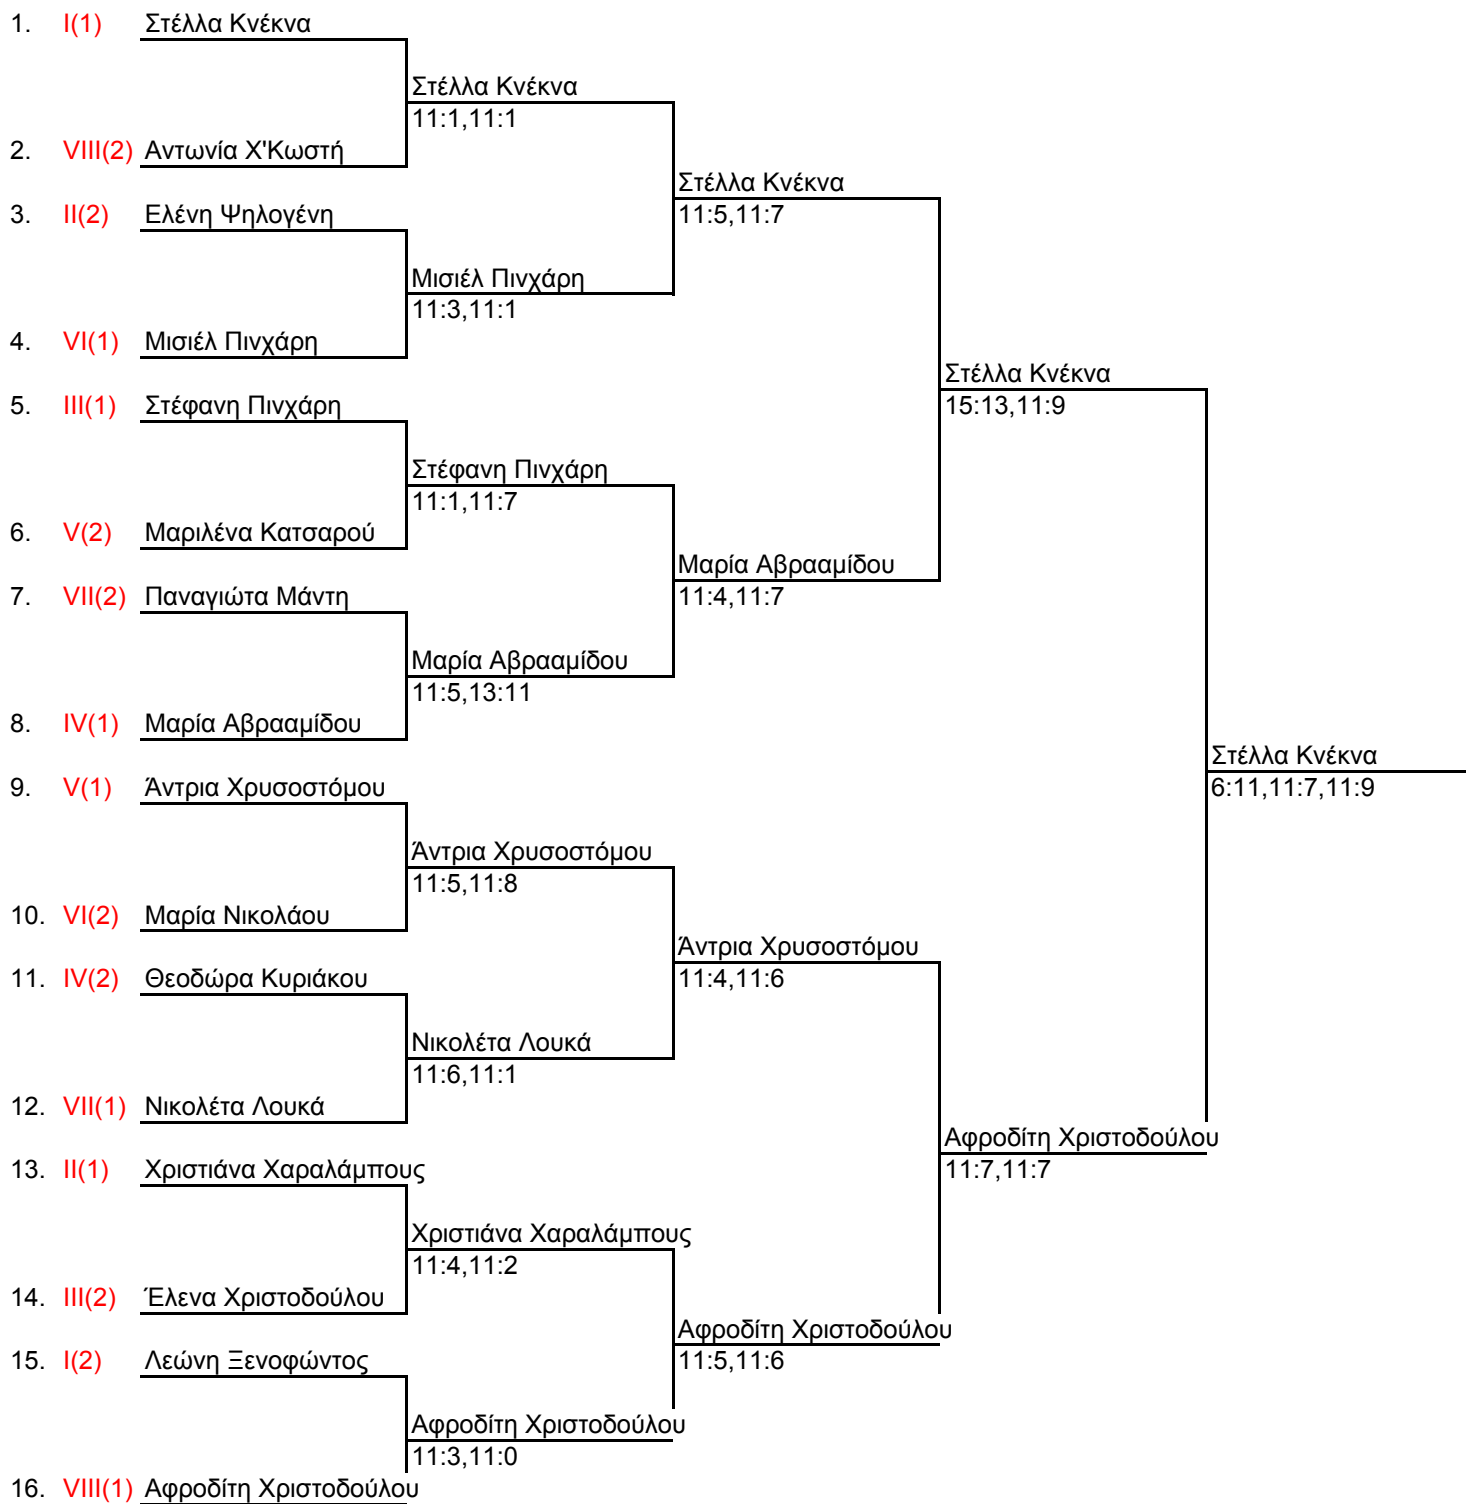 1. I(1) Στέλλα Κνέκνα
Στέλλα Κνέκνα
11:1,11:1
2. VIII(2) Αντωνία Χ'Κωστή
Στέλλα Κνέκνα
11:5,11:7
3. II(2) Ελένη Ψηλογένη
Μισιέλ Πινχάρη
11:3,11:1
4. VI(1) Μισιέλ Πινχάρη
Στέλλα Κνέκνα
15:13,11:9
5. III(1) Στέφανη Πινχάρη
Στέφανη Πινχάρη
11:1,11:7
6. V(2) Μαριλένα Κατσαρού
Μαρία Αβρααμίδου
11:4,11:7
7. VII(2) Παναγιώτα Μάντη
Μαρία Αβρααμίδου
11:5,13:11
8. IV(1) Μαρία Αβρααμίδου
Στέλλα Κνέκνα
6:11,11:7,11:9
9. V(1) Άντρια Χρυσοστόμου
Άντρια Χρυσοστόμου
11:5,11:8
10. VI(2) Μαρία Νικολάου
Άντρια Χρυσοστόμου
11:4,11:6
11. IV(2) Θεοδώρα Κυριάκου
Νικολέτα Λουκά
11:6,11:1
12. VII(1) Νικολέτα Λουκά
Αφροδίτη Χριστοδούλου
11:7,11:7
13. II(1) Χριστιάνα Χαραλάμπους
Χριστιάνα Χαραλάμπους
11:4,11:2
14. III(2) Έλενα Χριστοδούλου
Αφροδίτη Χριστοδούλου
11:5,11:6
15. I(2) Λεώνη Ξενοφώντος
Αφροδίτη Χριστοδούλου
11:3,11:0
16. VIII(1) Αφροδίτη Χριστοδούλου